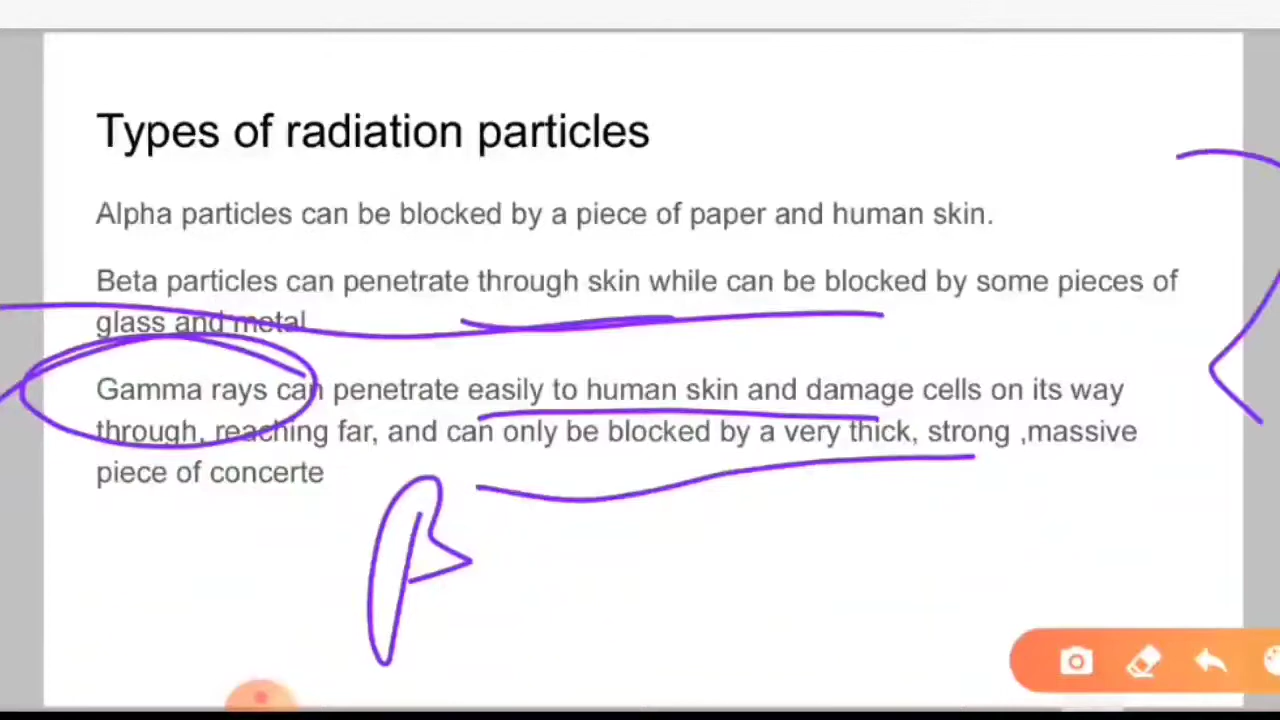 Types of radiation particles
Alpha particles can be blocked by a piece of paper and human skin.
Beta particles can penetrate through skin while can be blocked by some pieces of
glass and metal
Gamma rays can penetrate easily to human skin and damage cells on its way
through, reaching far, and can only be blocked by a very thick, strong ,massive
piece of concerte